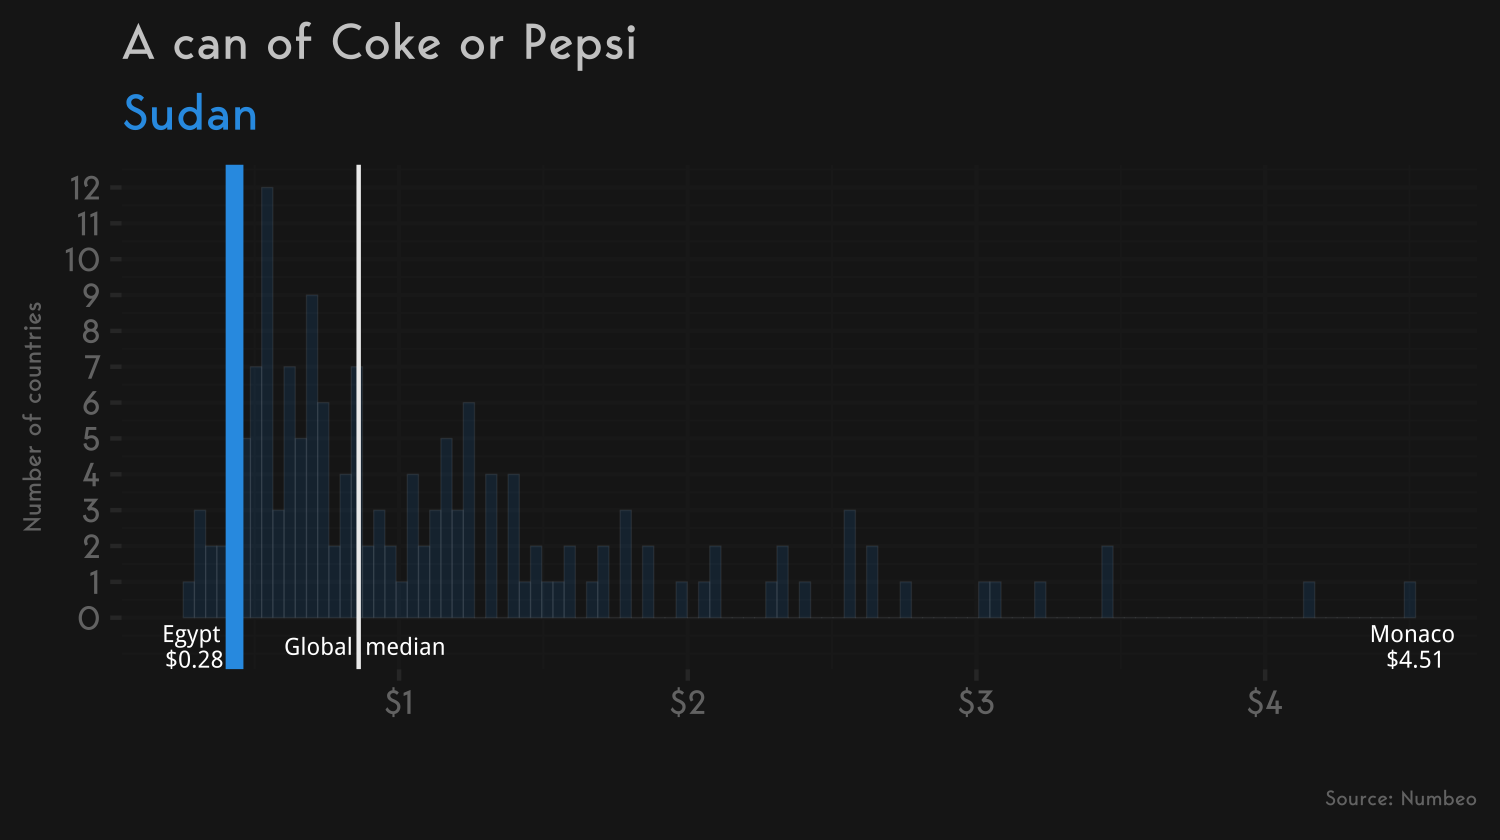 A can of Coke or Pepsi
Sudan
Number of countries
12
11
10
9
8
7
6
5
4
3
2
1
0
Egypt
$0.28
Global median
Monaco
$4.51
$1 $2 $3 $4
Source: Numbeo